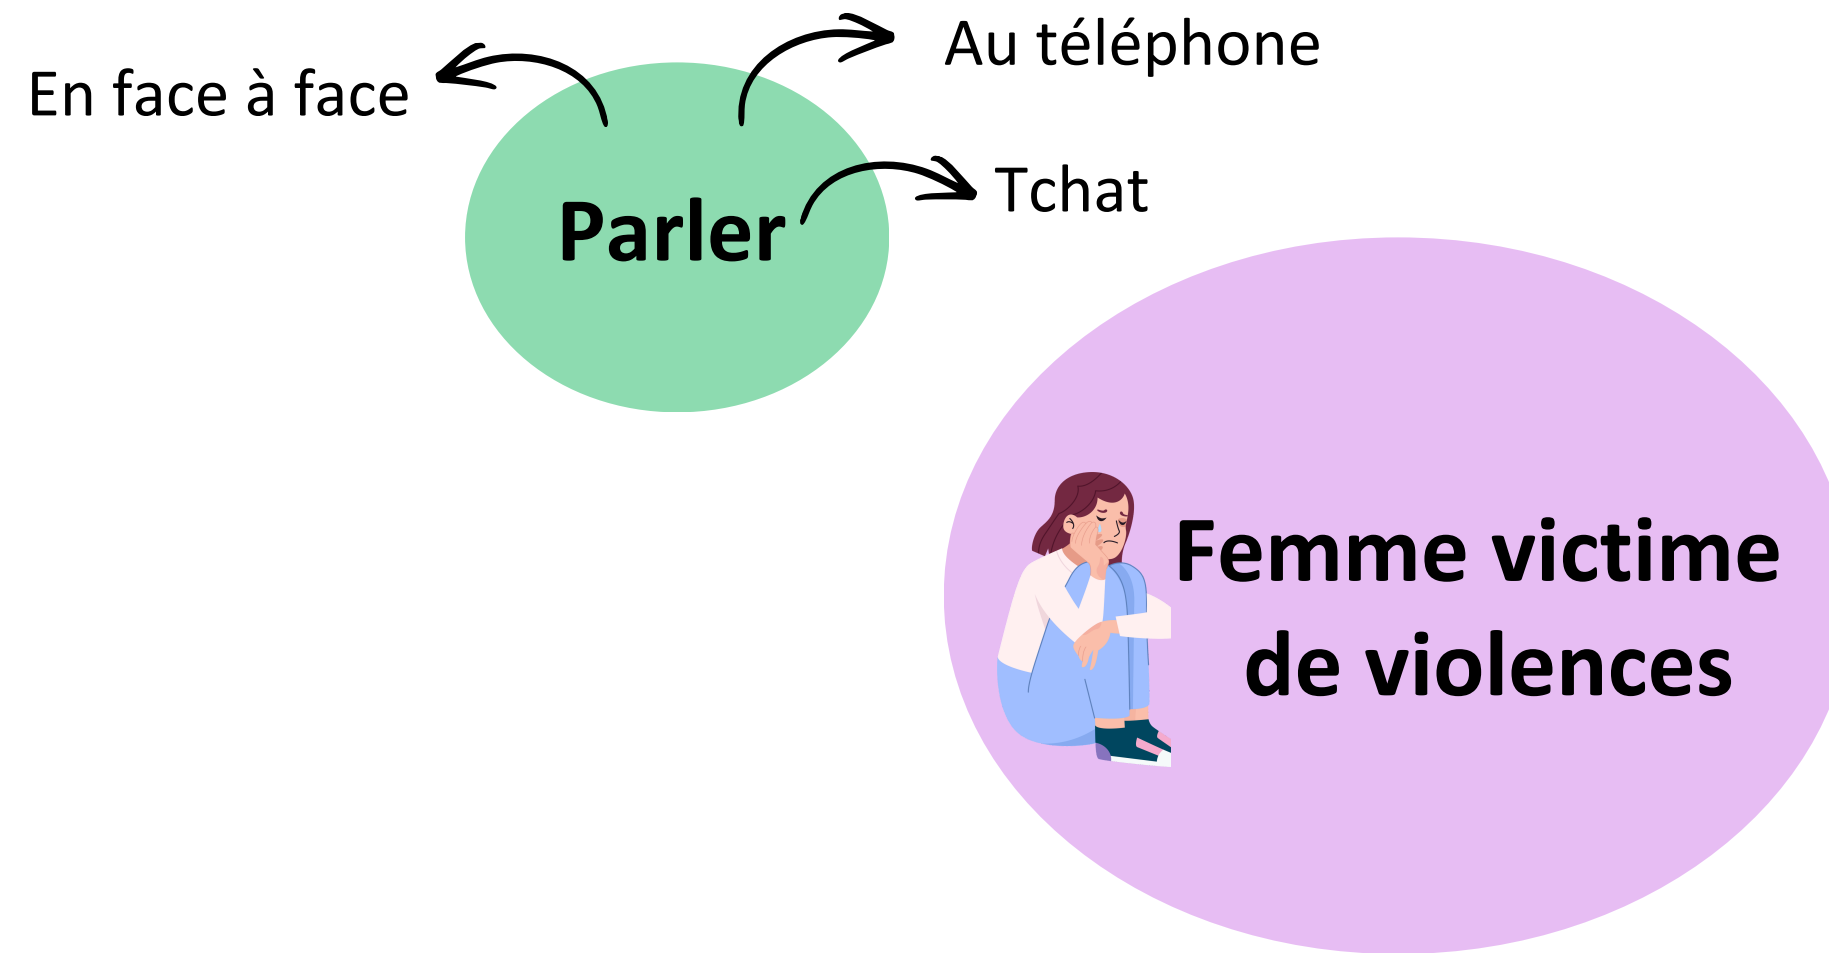 Au téléphone
En face à face
Tchat
Parler
Femme victime
de violences